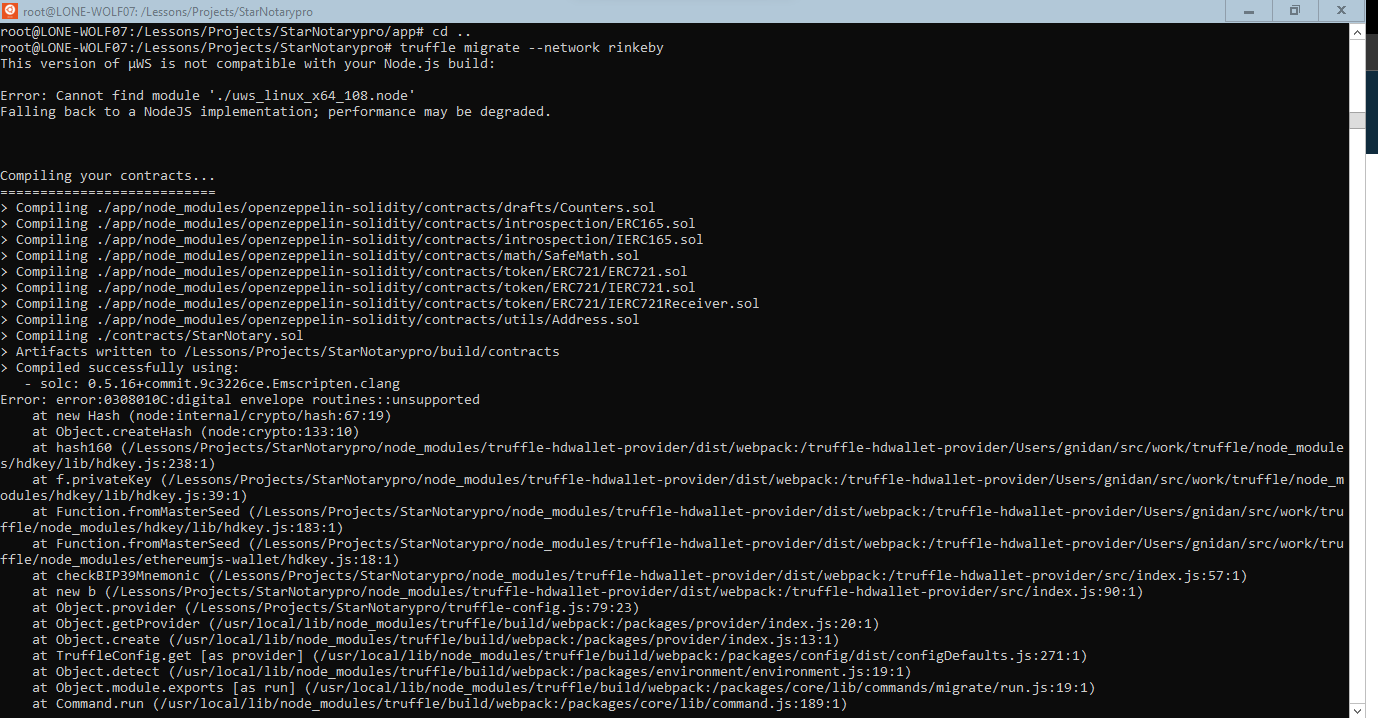 root@LONE-WOLF07: /Lessons/Projects/StarNotarypro
root@LONE-WOLF07:/Lessons/Projects/StarNotarypro/app# cd ..
root@LONE-WOLF07:/Lessons/Projects/StarNotarypro# truffle migrate --network rinkeby
This version of µWS is not compatible with your Node.js build:

Error: Cannot find module './uws_linux_x64_108.node'
Falling back to a NodeJS implementation; performance may be degraded.

Compiling your contracts...
===========================
> Compiling ./app/node_modules/openzeppelin-solidity/contracts/drafts/Counters.sol
> Compiling ./app/node_modules/openzeppelin-solidity/contracts/introspection/ERC165.sol
> Compiling ./app/node_modules/openzeppelin-solidity/contracts/introspection/IERC165.sol
> Compiling ./app/node_modules/openzeppelin-solidity/contracts/math/SafeMath.sol
> Compiling ./app/node_modules/openzeppelin-solidity/contracts/token/ERC721/ERC721.sol
> Compiling ./app/node_modules/openzeppelin-solidity/contracts/token/ERC721/IERC721.sol
> Compiling ./app/node_modules/openzeppelin-solidity/contracts/token/ERC721/IERC721Receiver.sol
> Compiling ./app/node_modules/openzeppelin-solidity/contracts/utils/Address.sol
> Compiling ./contracts/StarNotary.sol
> Artifacts written to /Lessons/Projects/StarNotarypro/build/contracts
> Compiled successfully using:
   - solc: 0.5.16+commit.9c3226ce.Emscripten.clang
Error: error:0308010C:digital envelope routines::unsupported
    at new Hash (node:internal/crypto/hash:67:19)
    at Object.createHash (node:crypto:133:10)
    at hash160 (/Lessons/Projects/StarNotarypro/node_modules/truffle-hdwallet-provider/dist/webpack:/truffle-hdwallet-provider/Users/gnidan/src/work/truffle/node_module
s/hdkey/lib/hdkey.js:238:1)
    at f.privateKey (/Lessons/Projects/StarNotarypro/node_modules/truffle-hdwallet-provider/dist/webpack:/truffle-hdwallet-provider/Users/gnidan/src/work/truffle/node_m
odules/hdkey/lib/hdkey.js:39:1)
    at Function.fromMasterSeed (/Lessons/Projects/StarNotarypro/node_modules/truffle-hdwallet-provider/dist/webpack:/truffle-hdwallet-provider/Users/gnidan/src/work/tru
ffle/node_modules/hdkey/lib/hdkey.js:183:1)
    at Function.fromMasterSeed (/Lessons/Projects/StarNotarypro/node_modules/truffle-hdwallet-provider/dist/webpack:/truffle-hdwallet-provider/Users/gnidan/src/work/tru
ffle/node_modules/ethereumjs-wallet/hdkey.js:18:1)
    at checkBIP39Mnemonic (/Lessons/Projects/StarNotarypro/node_modules/truffle-hdwallet-provider/dist/webpack:/truffle-hdwallet-provider/src/index.js:57:1)
    at new b (/Lessons/Projects/StarNotarypro/node_modules/truffle-hdwallet-provider/dist/webpack:/truffle-hdwallet-provider/src/index.js:90:1)
    at Object.provider (/Lessons/Projects/StarNotarypro/truffle-config.js:79:23)
    at Object.getProvider (/usr/local/lib/node_modules/truffle/build/webpack:/packages/provider/index.js:20:1)
    at Object.create (/usr/local/lib/node_modules/truffle/build/webpack:/packages/provider/index.js:13:1)
    at TruffleConfig.get [as provider] (/usr/local/lib/node_modules/truffle/build/webpack:/packages/config/dist/configDefaults.js:271:1)
    at Object.detect (/usr/local/lib/node_modules/truffle/build/webpack:/packages/environment/environment.js:19:1)
    at Object.module.exports [as run] (/usr/local/lib/node_modules/truffle/build/webpack:/packages/core/lib/commands/migrate/run.js:19:1)
    at Command.run (/usr/local/lib/node_modules/truffle/build/webpack:/packages/core/lib/command.js:189:1)